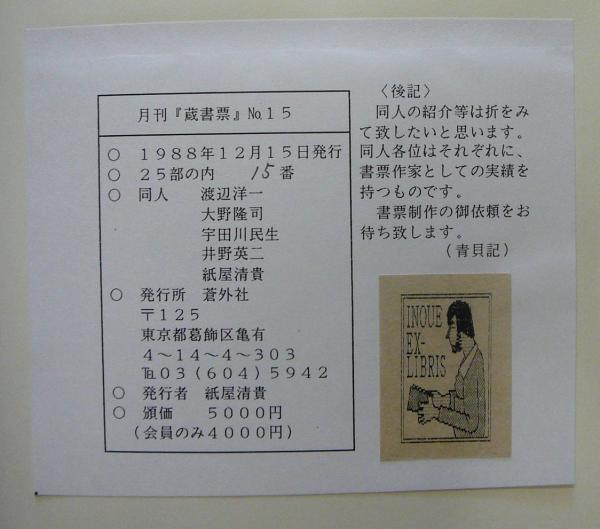 月刊『蔵書票』№15
○ 1988年12月15日発行
○ 25部の内 15番
○ 同人 渡辺洋一
大野隆司
宇田川民生
井野英二
紙屋清貴
○ 発行所 蒼外社
〒125
東京都葛飾区亀有
4〜14〜4〜303
℡03(604)5942
○ 発行者 紙屋清貴
○ 頒価 5000円
(会員のみ4000円)
〈後記〉
同人の紹介等は折をみ
て致したいと思います。
同人各位はそれぞれに、
書票作家としての実績を
持つものです。
書票制作の御依頼をお
待ち致します。
(青貝記)
INOUE
EX-
LIBRIS